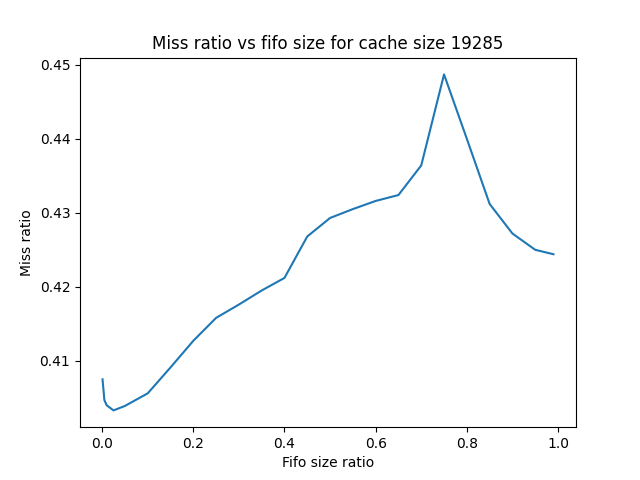 Miss ratio vs fifo size for cache size 19285
0.45
0.44
0.43
0.42
0.41
Miss ratio
0.0 0.2 0.4 0.6 0.8 1.0
Fifo size ratio